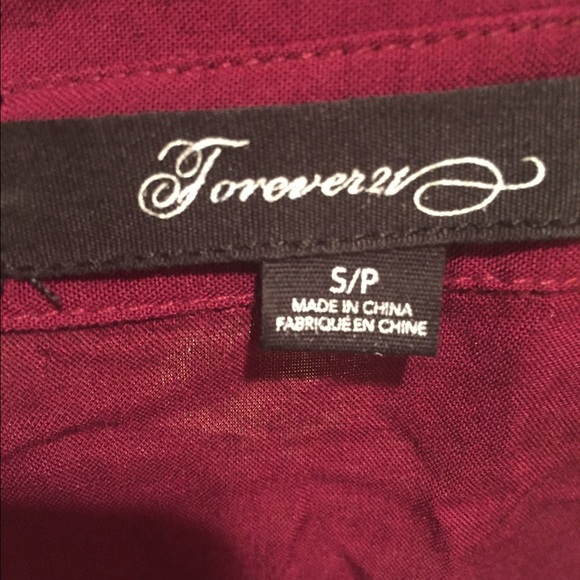 Forever21
S/P
MADE IN CHINA
FABRIQUÉ EN CHINE